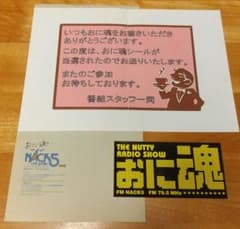 いつもおに魂をお聴きいただき
ありがとうございます。
この度は、おに魂シールが
当選されたのでお送りいたします。
またのご参加
お待ちしております。
番組スタッフ一同
NACK5
THE NUTTY
RADIO SHOW
おに魂
FM NACK5 FM 79.5 MHz